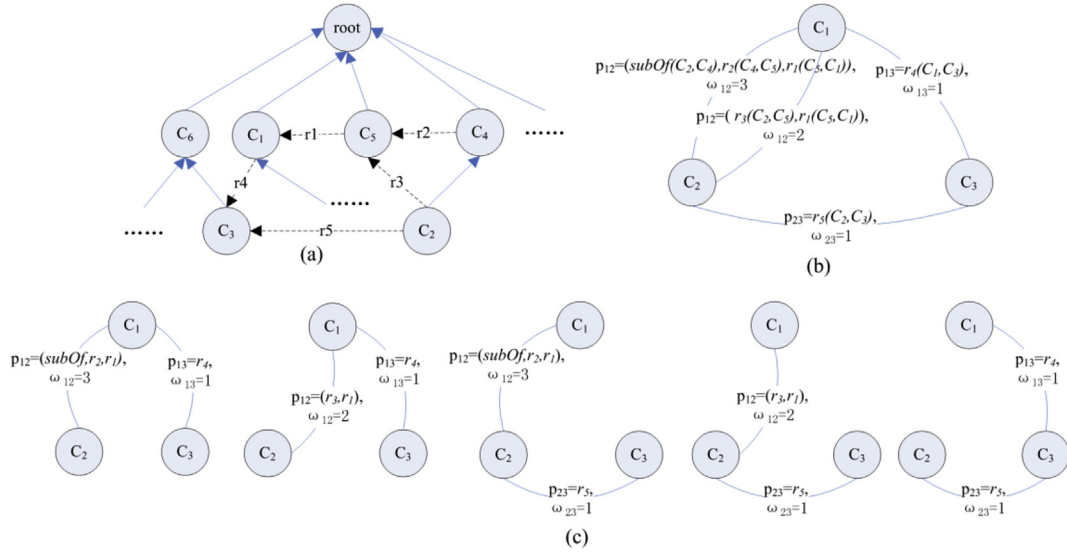 root
C6
C1
r1
C5
r2
C4
……
r4
r3
……
……
C3
r5
C2
(a)
C1
p12=(subOf(C2,C4),r2(C4,C5),r1(C5,C1)),
ω12=3
p13=r4(C1,C3),
ω13=1
p12=( r3(C2,C5),r1(C5,C1)),
ω12=2
C2
C3
p23=r5(C2,C3),
ω23=1
(b)
C1
p12=(subOf,r2,r1),
ω12=3
p13=r4,
ω13=1
C2
C3
C1
p13=r4,
ω13=1
p12=(r3,r1),
ω12=2
C2
C3
C1
p12=(subOf,r2,r1),
ω12=3
C2
C3
p23=r5,
ω23=1
C1
p12=(r3,r1),
ω12=2
C2
C3
p23=r5,
ω23=1
C1
p13=r4,
ω13=1
C2
C3
p23=r5,
ω23=1
(c)